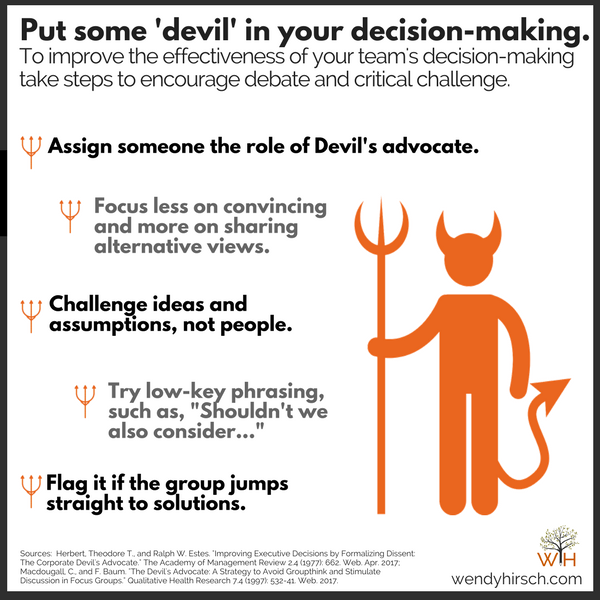 Put some 'devil' in your decision-making.
To improve the effectiveness of your team's decision-making
take steps to encourage debate and critical challenge.
Assign someone the role of Devil's advocate.
Focus less on convincing
and more on sharing
alternative views.
Challenge ideas and
assumptions, not people.
Try low-key phrasing,
such as, "Shouldn't we
also consider..."
Flag it if the group jumps
straight to solutions.
Sources: Herbert, Theodore T., and Ralph W. Estes. "Improving Executive Decisions by Formalizing Dissent:
The Corporate Devil's Advocate." The Academy of Management Review 2.4 (1977): 662. Web. Apr. 2017;
Macdougall, C., and F. Baum. "The Devil's Advocate: A Strategy to Avoid Groupthink and Stimulate
Discussion in Focus Groups." Qualitative Health Research 7.4 (1997): 532-41. Web. 2017.
WH
wendyhirsch.com